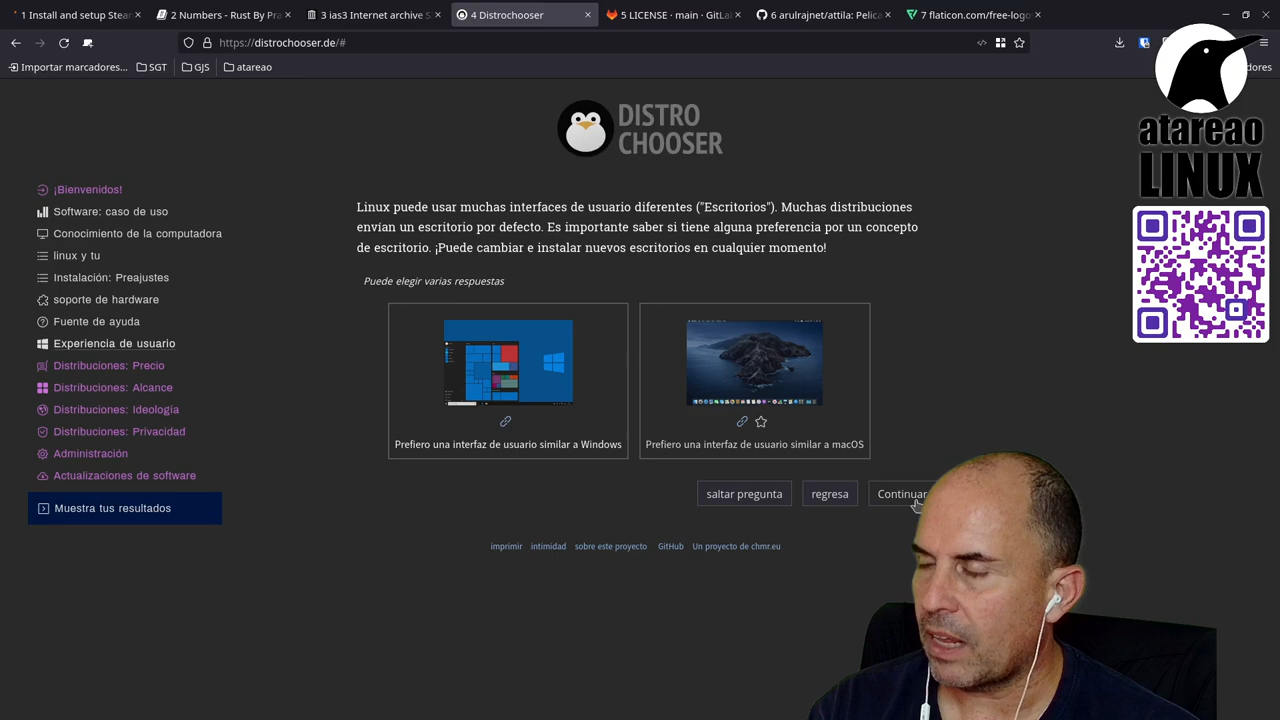 1 Install and setup Stea
2 Numbers - Rust By Pra
3 ias3 Internet archive S
4 Distrochooser
5 LICENSE · main · GitLa
6 arulrajnet/attila: Pelica
7 flaticon.com/free-logo
https://distrochooser.de/#
Importar marcadores...
SGT
GJS
atareao
dores
DISTRO
CHOOSER
atareao
LINUX
¡Bienvenidos!
Software: caso de uso
Conocimiento de la computadora
linux y tu
Instalación: Preajustes
soporte de hardware
Fuente de ayuda
Experiencia de usuario
Distribuciones: Precio
Distribuciones: Alcance
Distribuciones: Ideología
Distribuciones: Privacidad
Administración
Actualizaciones de software
Muestra tus resultados
Linux puede usar muchas interfaces de usuario diferentes ("Escritorios"). Muchas distribuciones
envían un escritorio por defecto. Es importante saber si tiene alguna preferencia por un concepto
de escritorio. ¡Puede cambiar e instalar nuevos escritorios en cualquier momento!
Puede elegir varias respuestas
Prefiero una interfaz de usuario similar a Windows
Prefiero una interfaz de usuario similar a macOS
saltar pregunta
regresa
Continuar
imprimir
intimidad
sobre este proyecto
GitHub
Un proyecto de chmr.eu